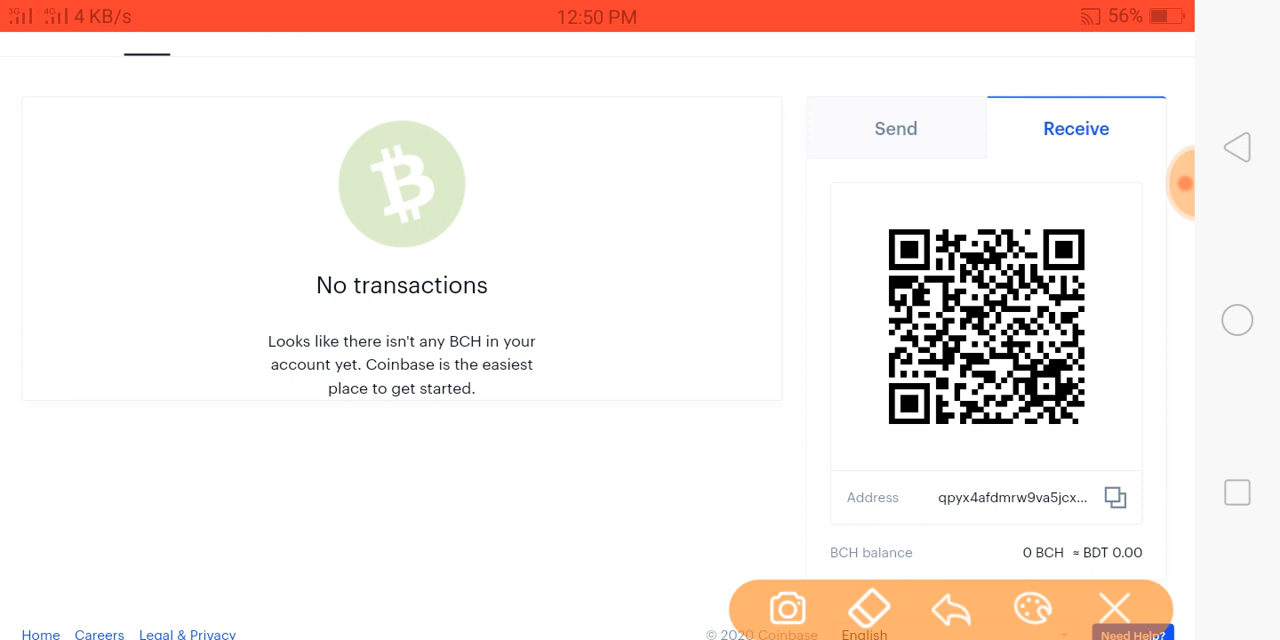 3G 4G 4 KB/s 12:50 PM 56%
Send Receive
No transactions
Looks like there isn't any BCH in your
account yet. Coinbase is the easiest
place to get started.
Address qpyx4afdmrw9va5jcx...
BCH balance 0 BCH ≈ BDT 0.00
Home Careers Legal & Privacy © 2020 Coinbase English Need Help?